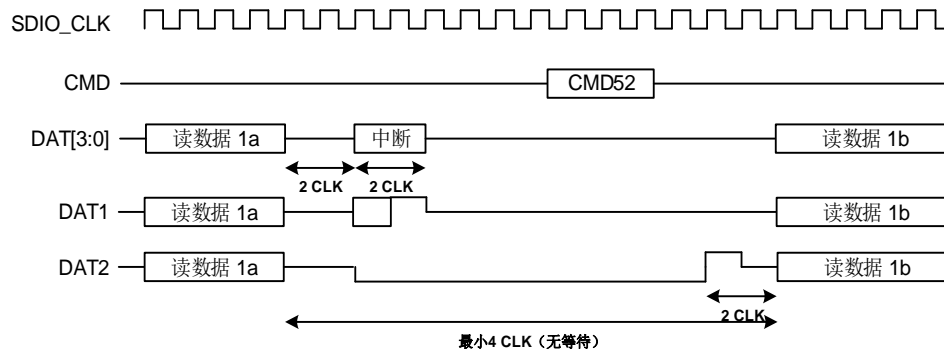 SDIO_CLK
CMD
CMD52
DAT[3:0]
读数据 1a
中断
读数据 1b
2 CLK
2 CLK
DAT1
读数据 1a
读数据 1b
DAT2
读数据 1a
读数据 1b
2 CLK
最小4 CLK（无等待）